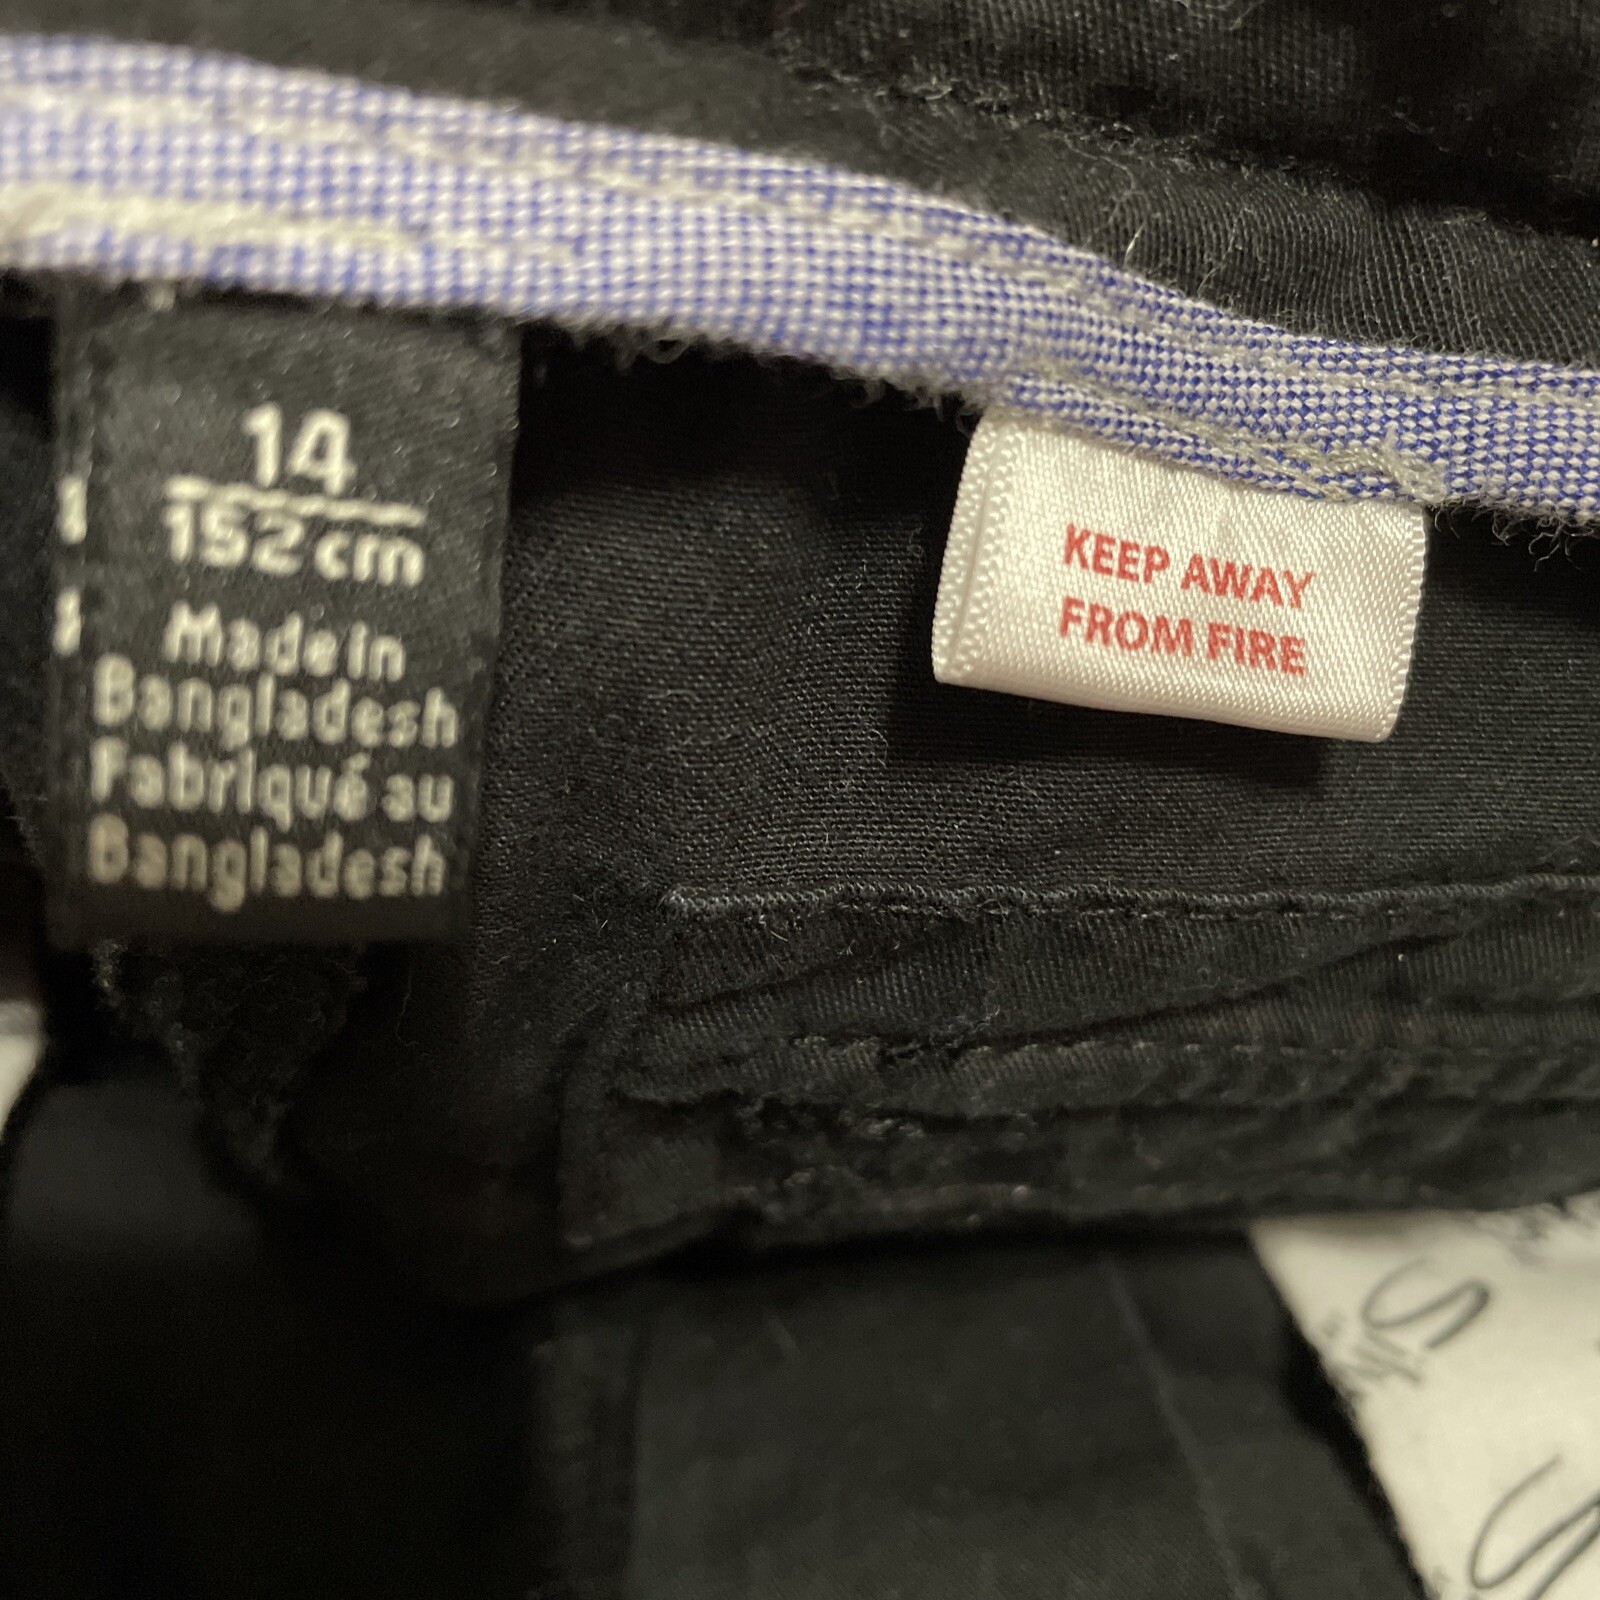 14
152 cm
Made in
Bangladesh
Fabriqué au
Bangladesh
KEEP AWAY
FROM FIRE